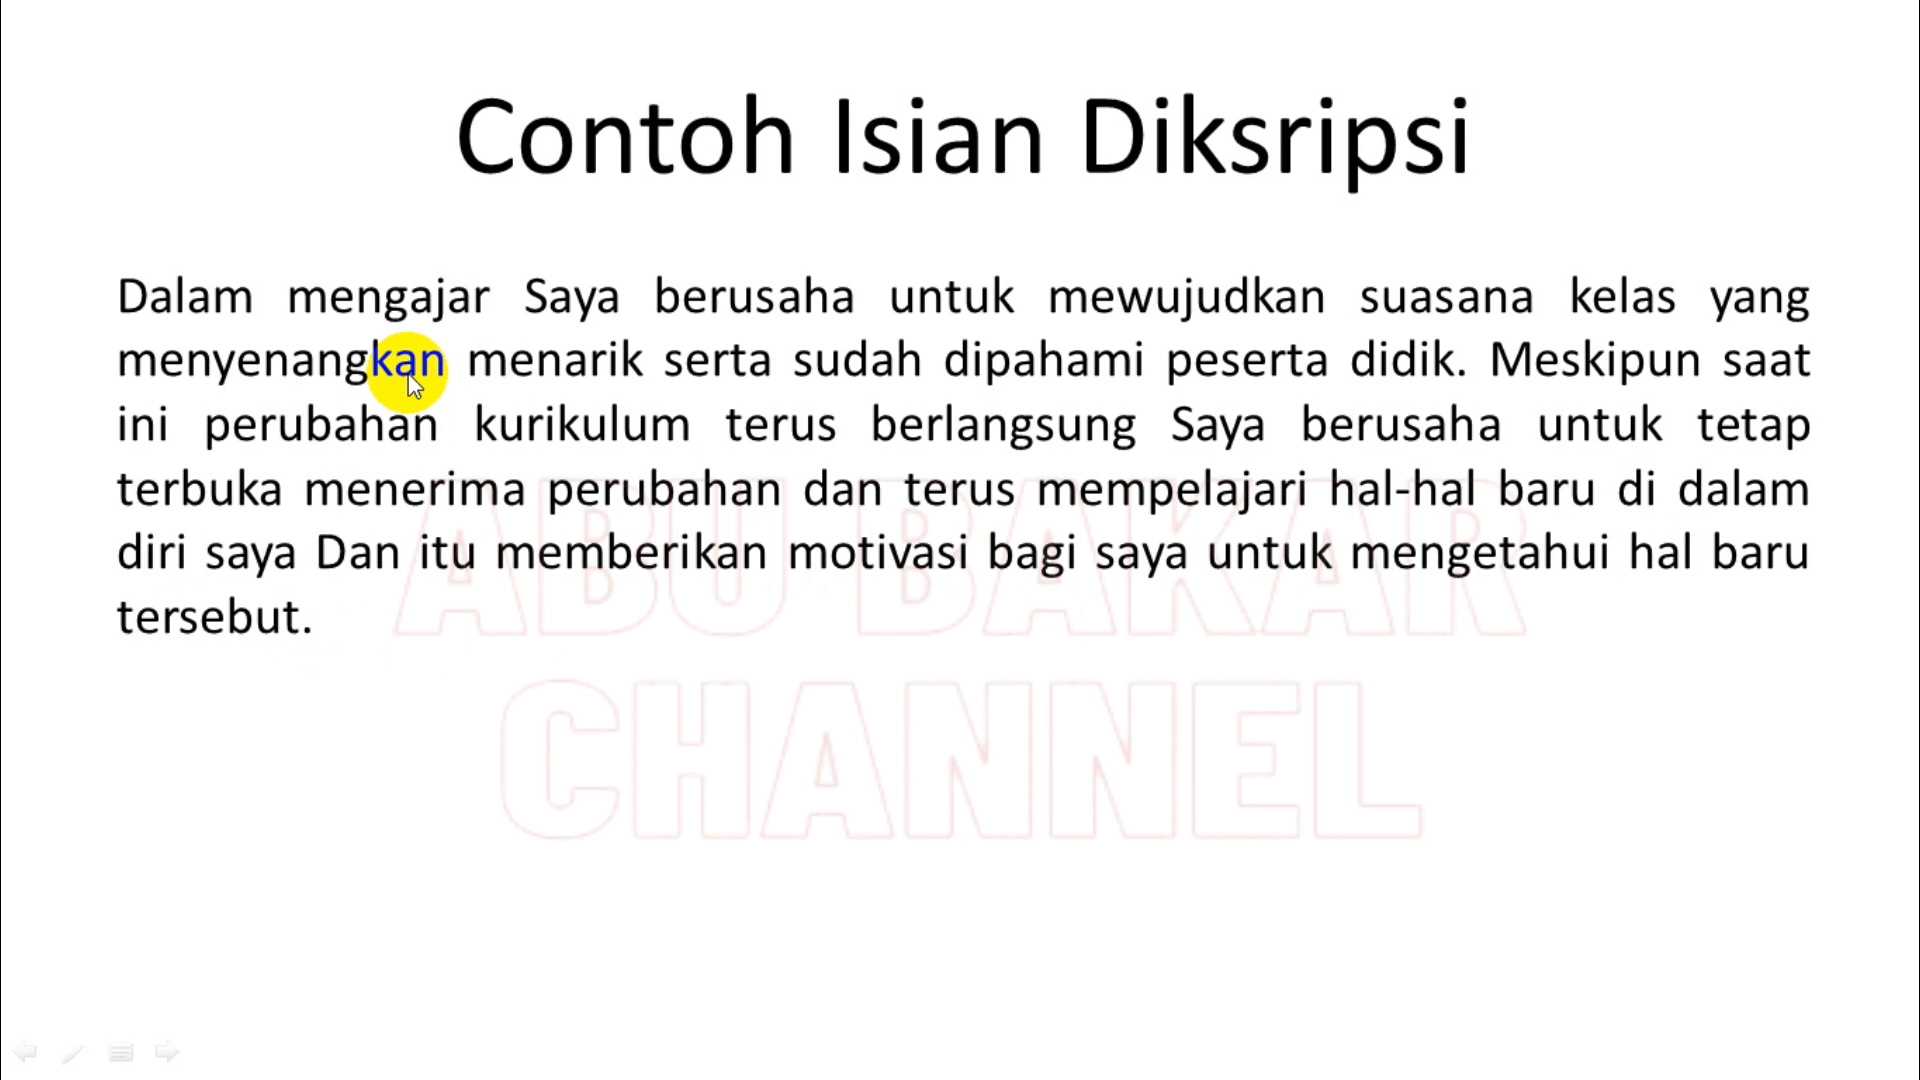 Contoh Isian Diksripsi
Dalam mengajar Saya berusaha untuk mewujudkan suasana kelas yang
menyenangkan menarik serta sudah dipahami peserta didik. Meskipun saat
ini perubahan kurikulum terus berlangsung Saya berusaha untuk tetap
terbuka menerima perubahan dan terus mempelajari hal-hal baru di dalam
diri saya Dan itu memberikan motivasi bagi saya untuk mengetahui hal baru
tersebut.
ABU BAKAR
CHANNEL